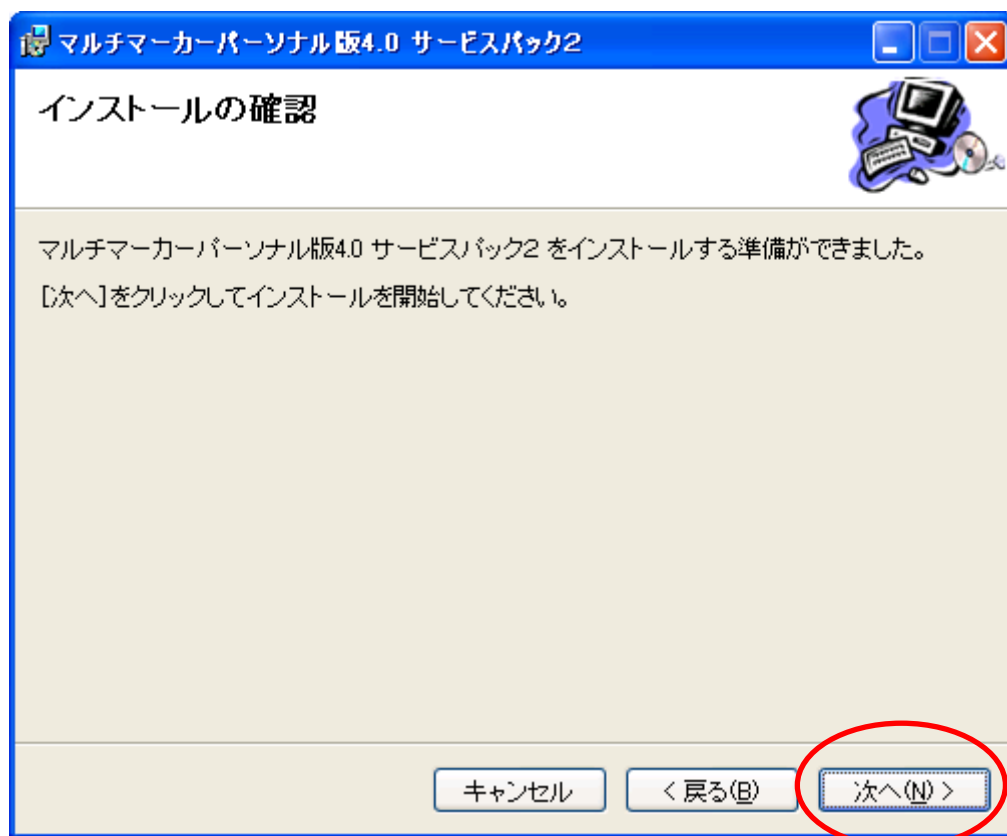 マルチマーカーパーソナル版4.0 サービスパック2
インストールの確認
マルチマーカーパーソナル版4.0 サービスパック2 をインストールする準備ができました。
[次へ]をクリックしてインストールを開始してください。
キャンセル
< 戻る(B)
次へ(N) >